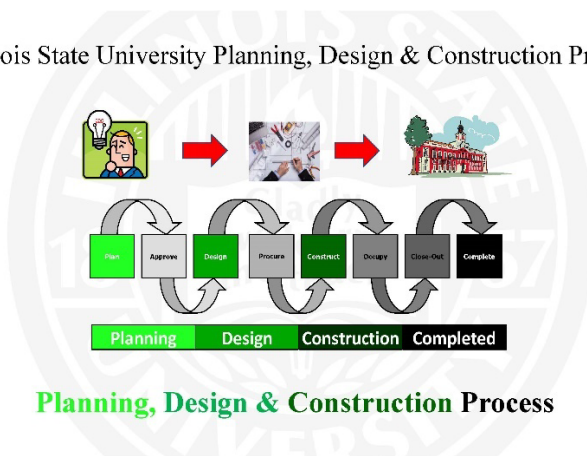 ois State University Planning, Design & Construction Pr
Plan Approve Design Procure Construct Occupy Close-Out Complete
Planning Design Construction Completed
Planning, Design & Construction Process